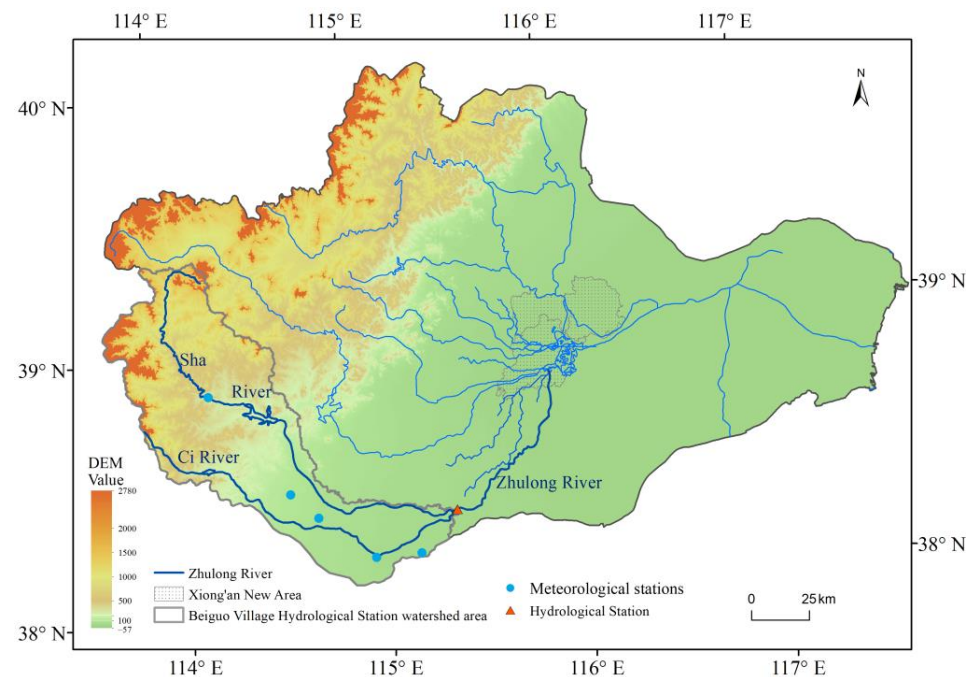 114° E 115° E 116° E 117° E
N
40° N
39° N
39° N
Sha
River
Ci River
Zhulong River
38° N
38° N
DEM
Value
2780
2000
1000
500
100
-57
Zhulong River
Xiong'an New Area
Beiguo Village Hydrological Station watershed area
Meteorological stations
Hydrological Station
0 25 km
114° E 115° E 116° E 117° E